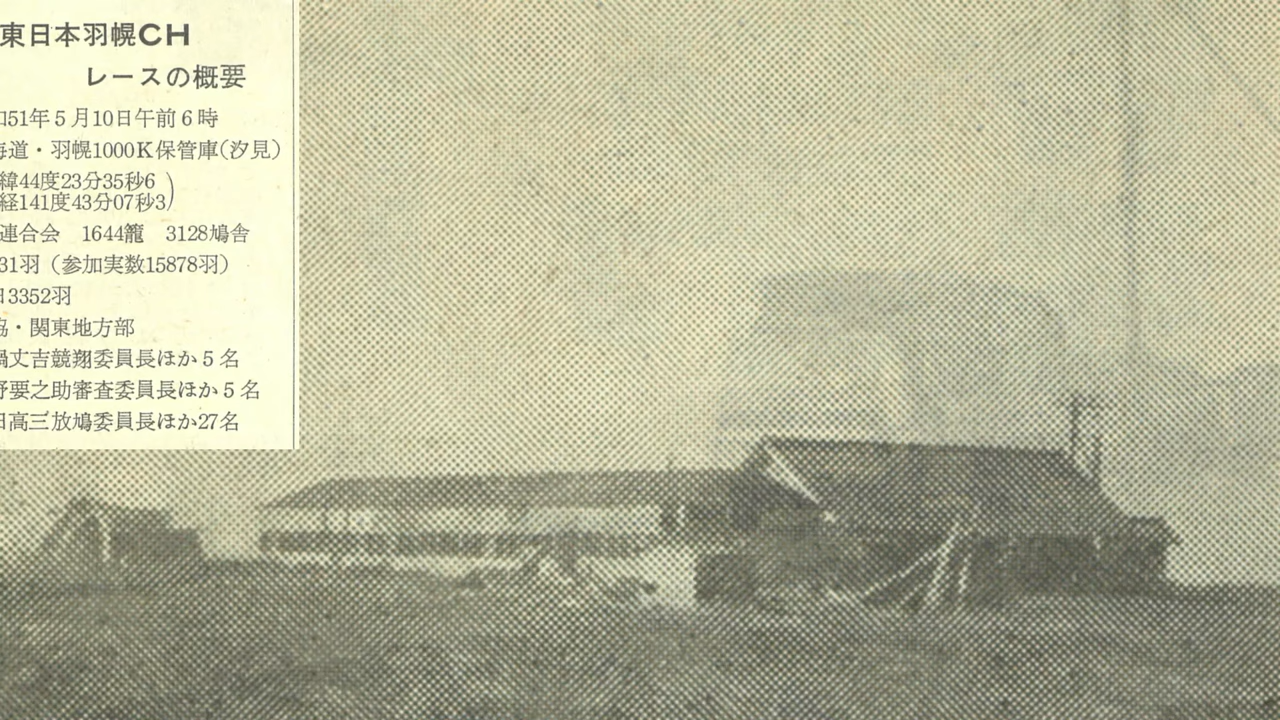 東日本羽幌CH
レースの概要
51年5月10日午前6時
道・羽幌1000K保管庫(汐見)
緯44度23分35秒6
経141度43分07秒3)
連合会 1644籠 3128鳩舎
31羽(参加実数15878羽)
3352羽
・関東地方部
丈吉競翔委員長ほか5名
要之助審査委員長ほか5名
高三放鳩委員長ほか27名